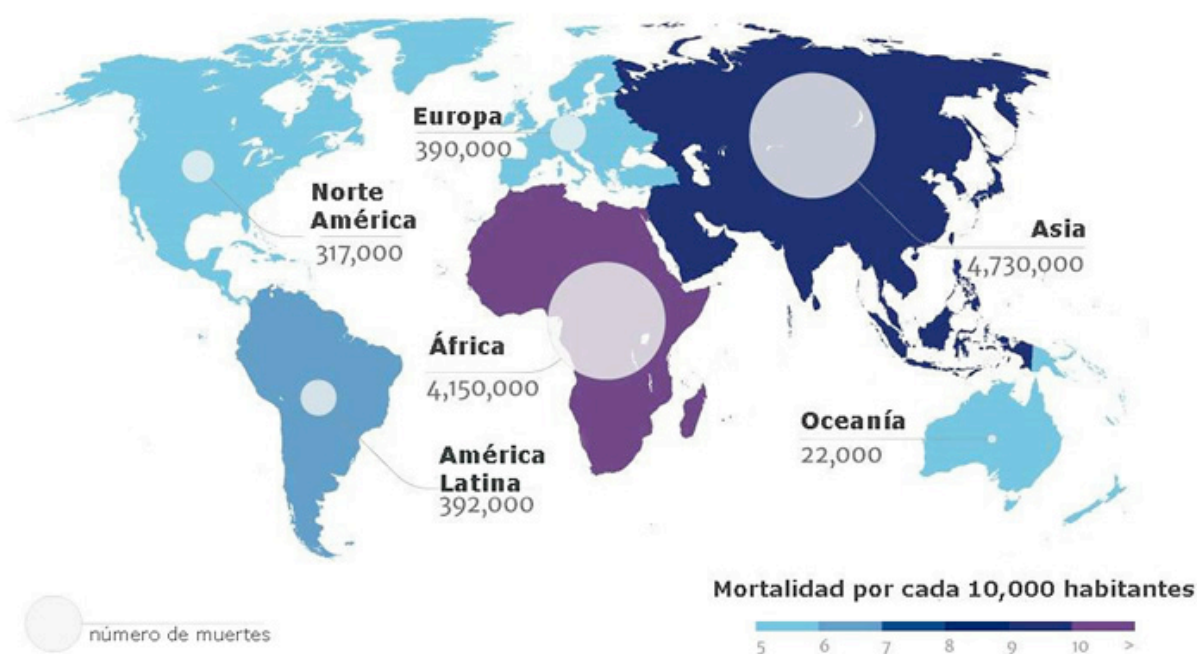 Europa
390,000
Norte
América
317,000
Asia
4,730,000
África
4,150,000
Oceanía
22,000
América
Latina
392,000
Mortalidad por cada 10,000 habitantes
número de muertes
5 6 7 8 9 10 >